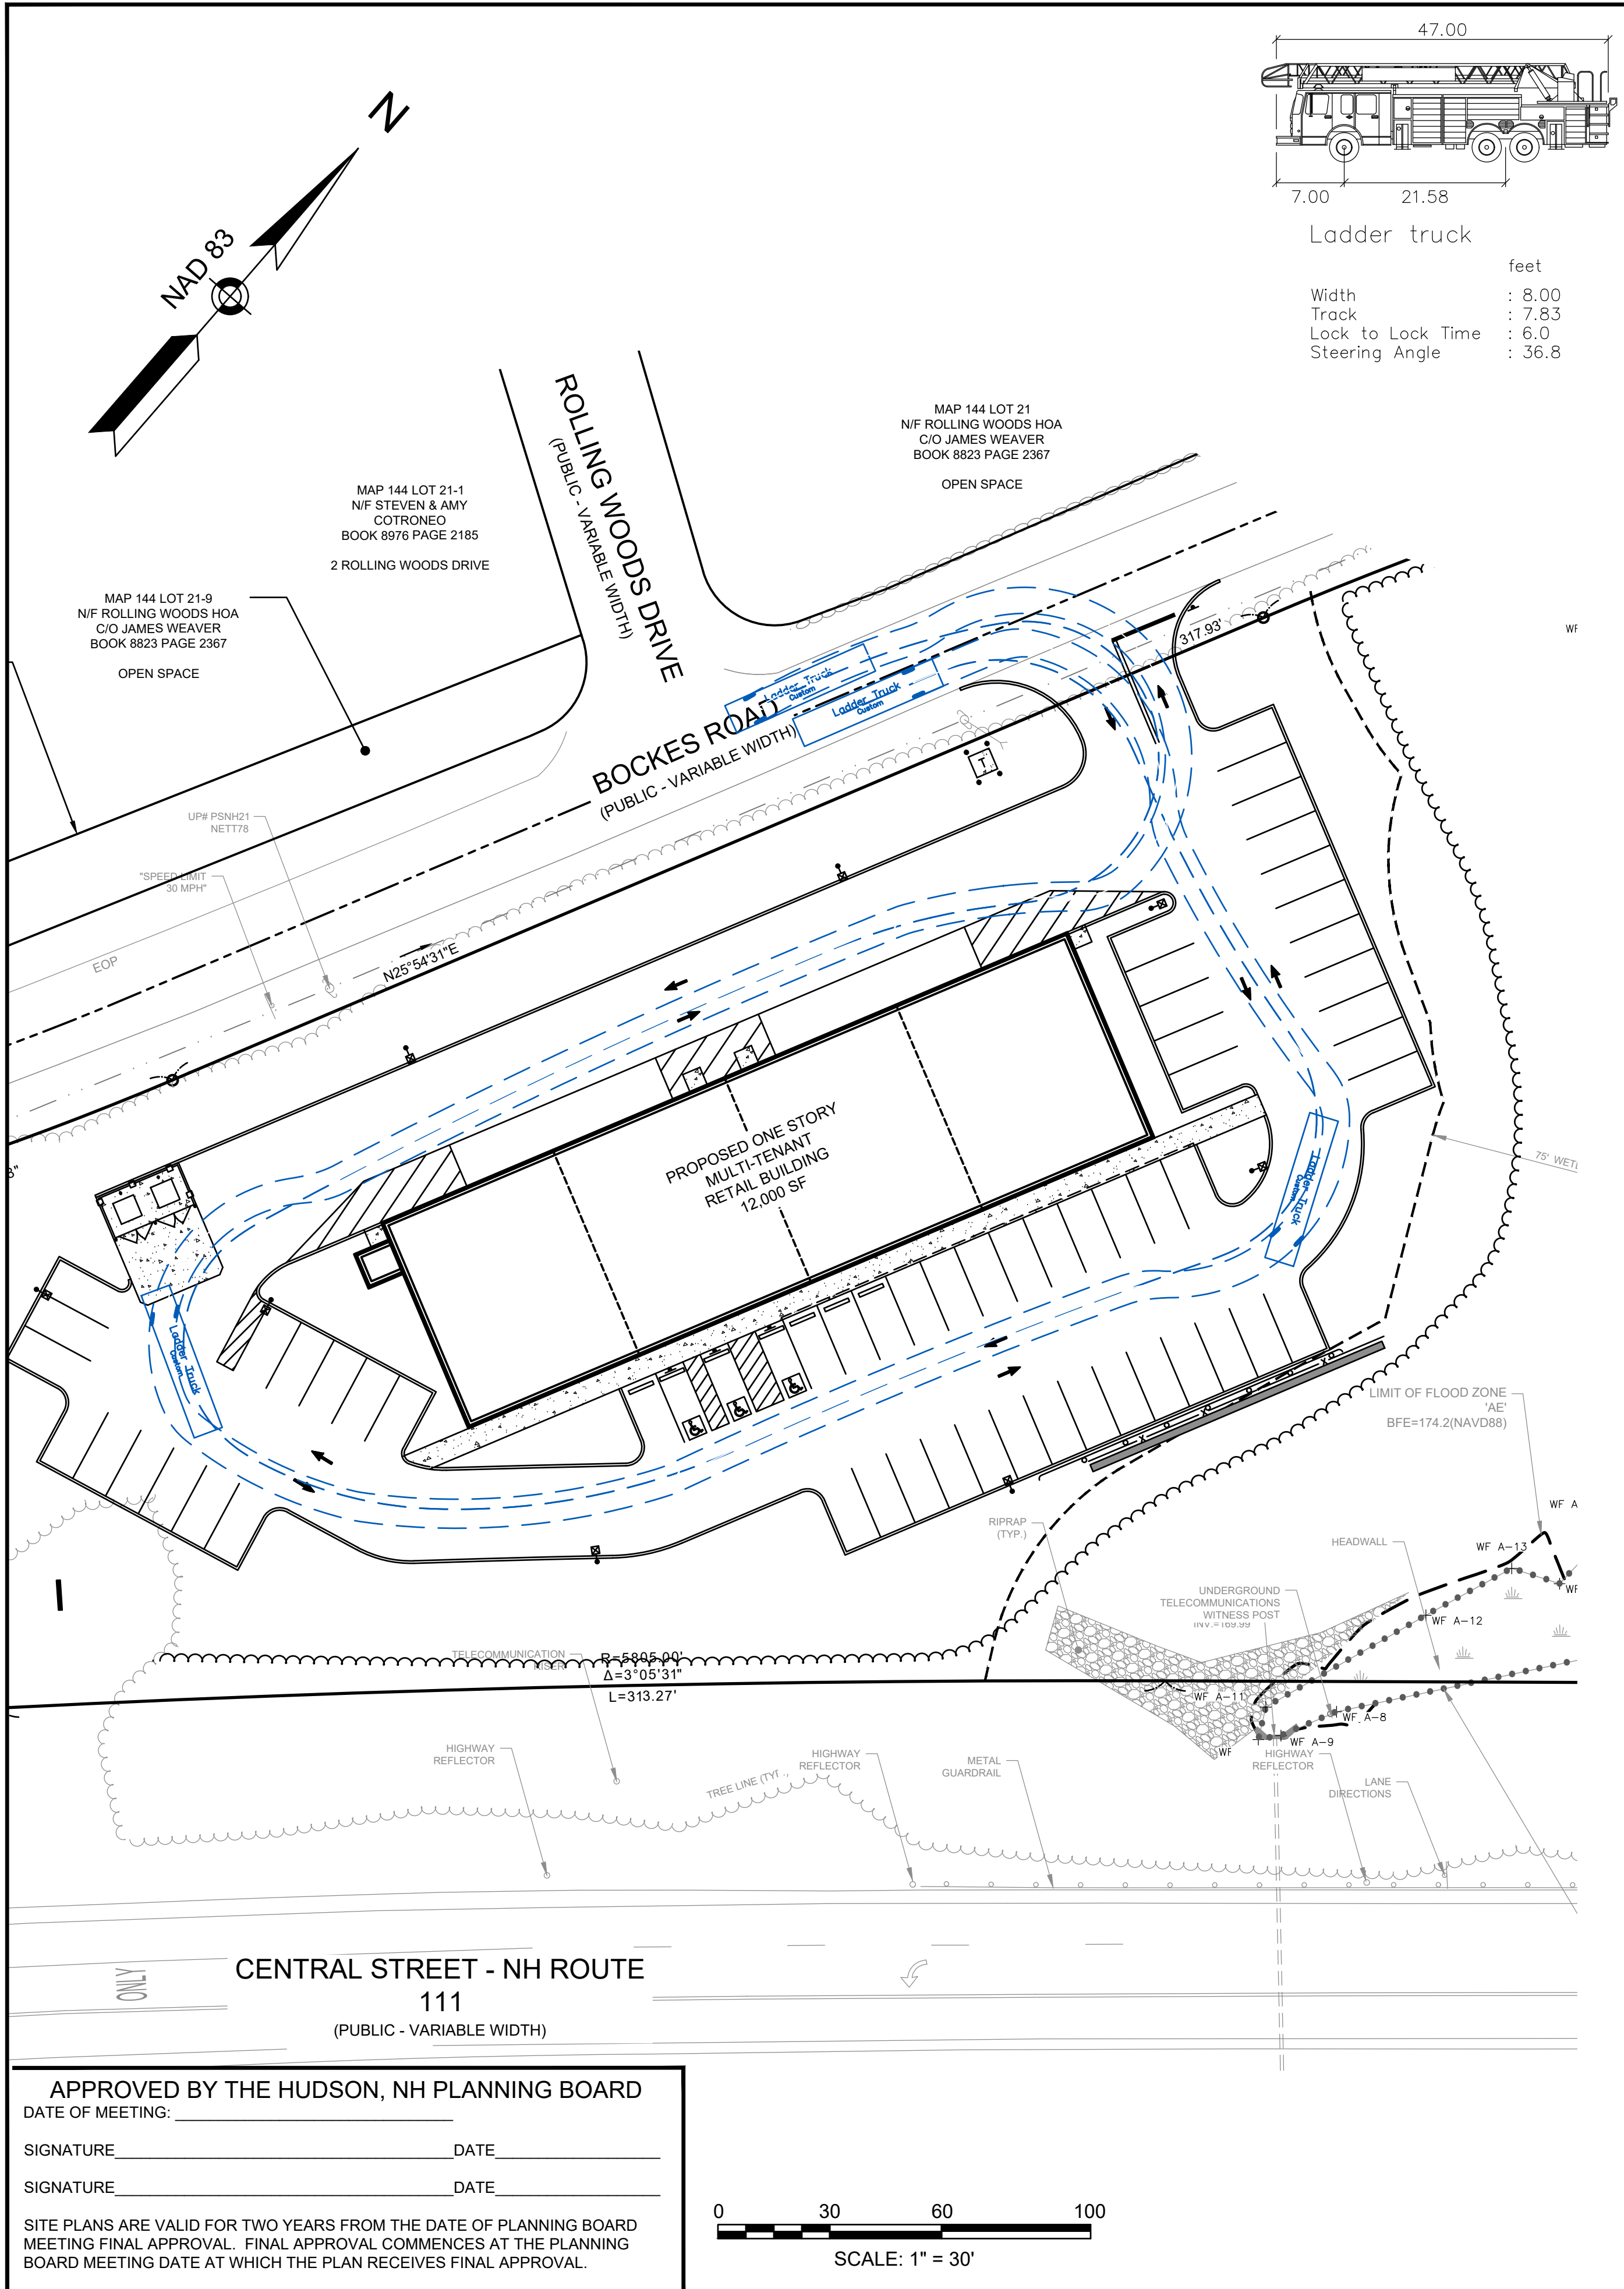 47.00
7.00 21.58
Ladder truck
feet
Width : 8.00
Track : 7.83
Lock to Lock Time : 6.0
Steering Angle : 36.8
N
NAD 83
ROLLING WOODS DRIVE
(PUBLIC - VARIABLE WIDTH)
MAP 144 LOT 21
N/F ROLLING WOODS HOA
C/O JAMES WEAVER
BOOK 8823 PAGE 2367
OPEN SPACE
MAP 144 LOT 21-1
N/F STEVEN & AMY
COTRONEO
BOOK 8976 PAGE 2185
2 ROLLING WOODS DRIVE
MAP 144 LOT 21-9
N/F ROLLING WOODS HOA
C/O JAMES WEAVER
BOOK 8823 PAGE 2367
OPEN SPACE
WF
317.93'
Ladder Truck
Custom
Ladder Truck
Custom
BOCKES ROAD
(PUBLIC - VARIABLE WIDTH)
T
UP# PSNH21
NETT78
"SPEED LIMIT
30 MPH"
EOP
N25°54'31"E
PROPOSED ONE STORY
MULTI-TENANT
RETAIL BUILDING
12,000 SF
75' WETL
Ladder Truck
Custom
Ladder Truck
Custom
LIMIT OF FLOOD ZONE
'AE'
BFE=174.2(NAVD88)
WF A
RIPRAP
(TYP.)
HEADWALL
WF A-13
WF
UNDERGROUND
TELECOMMUNICATIONS
WITNESS POST
INV.=169.99
WF A-12
TELECOMMUNICATION
RISER
R=5805.00'
Δ=3°05'31"
L=313.27'
WF A-11
WF A-8
WF A-9
WF
HIGHWAY
REFLECTOR
HIGHWAY
REFLECTOR
METAL
GUARDRAIL
HIGHWAY
REFLECTOR
LANE
DIRECTIONS
TREE LINE (TYP.)
ONLY
CENTRAL STREET - NH ROUTE
111
(PUBLIC - VARIABLE WIDTH)
APPROVED BY THE HUDSON, NH PLANNING BOARD
DATE OF MEETING:
SIGNATURE DATE
SIGNATURE DATE
SITE PLANS ARE VALID FOR TWO YEARS FROM THE DATE OF PLANNING BOARD
MEETING FINAL APPROVAL. FINAL APPROVAL COMMENCES AT THE PLANNING
BOARD MEETING DATE AT WHICH THE PLAN RECEIVES FINAL APPROVAL.
0 30 60 100
SCALE: 1" = 30'